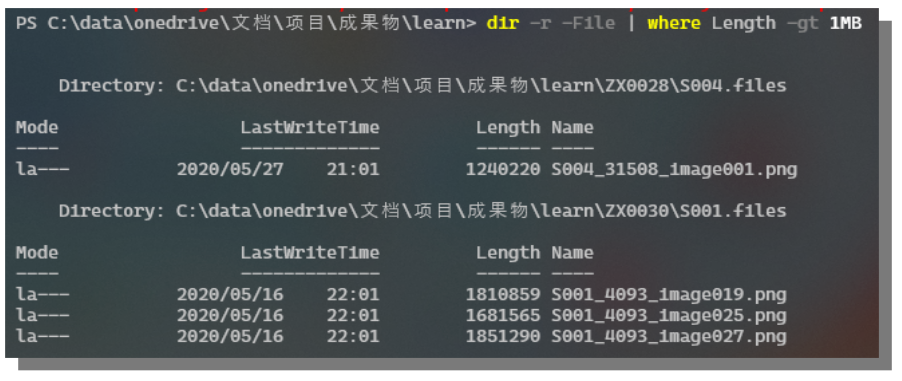 PS C:\data\onedrive\文档\项目\成果物\learn> dir -r -File | where Length -gt 1MB
Directory: C:\data\onedrive\文档\项目\成果物\learn\ZX0028\S004.files
Mode LastWriteTime Length Name
---- ------------- ------ ----
la--- 2020/05/27 21:01 1240220 S004_31508_image001.png
Directory: C:\data\onedrive\文档\项目\成果物\learn\ZX0030\S001.files
Mode LastWriteTime Length Name
---- ------------- ------ ----
la--- 2020/05/16 22:01 1810859 S001_4093_image019.png
la--- 2020/05/16 22:01 1681565 S001_4093_image025.png
la--- 2020/05/16 22:01 1851290 S001_4093_image027.png